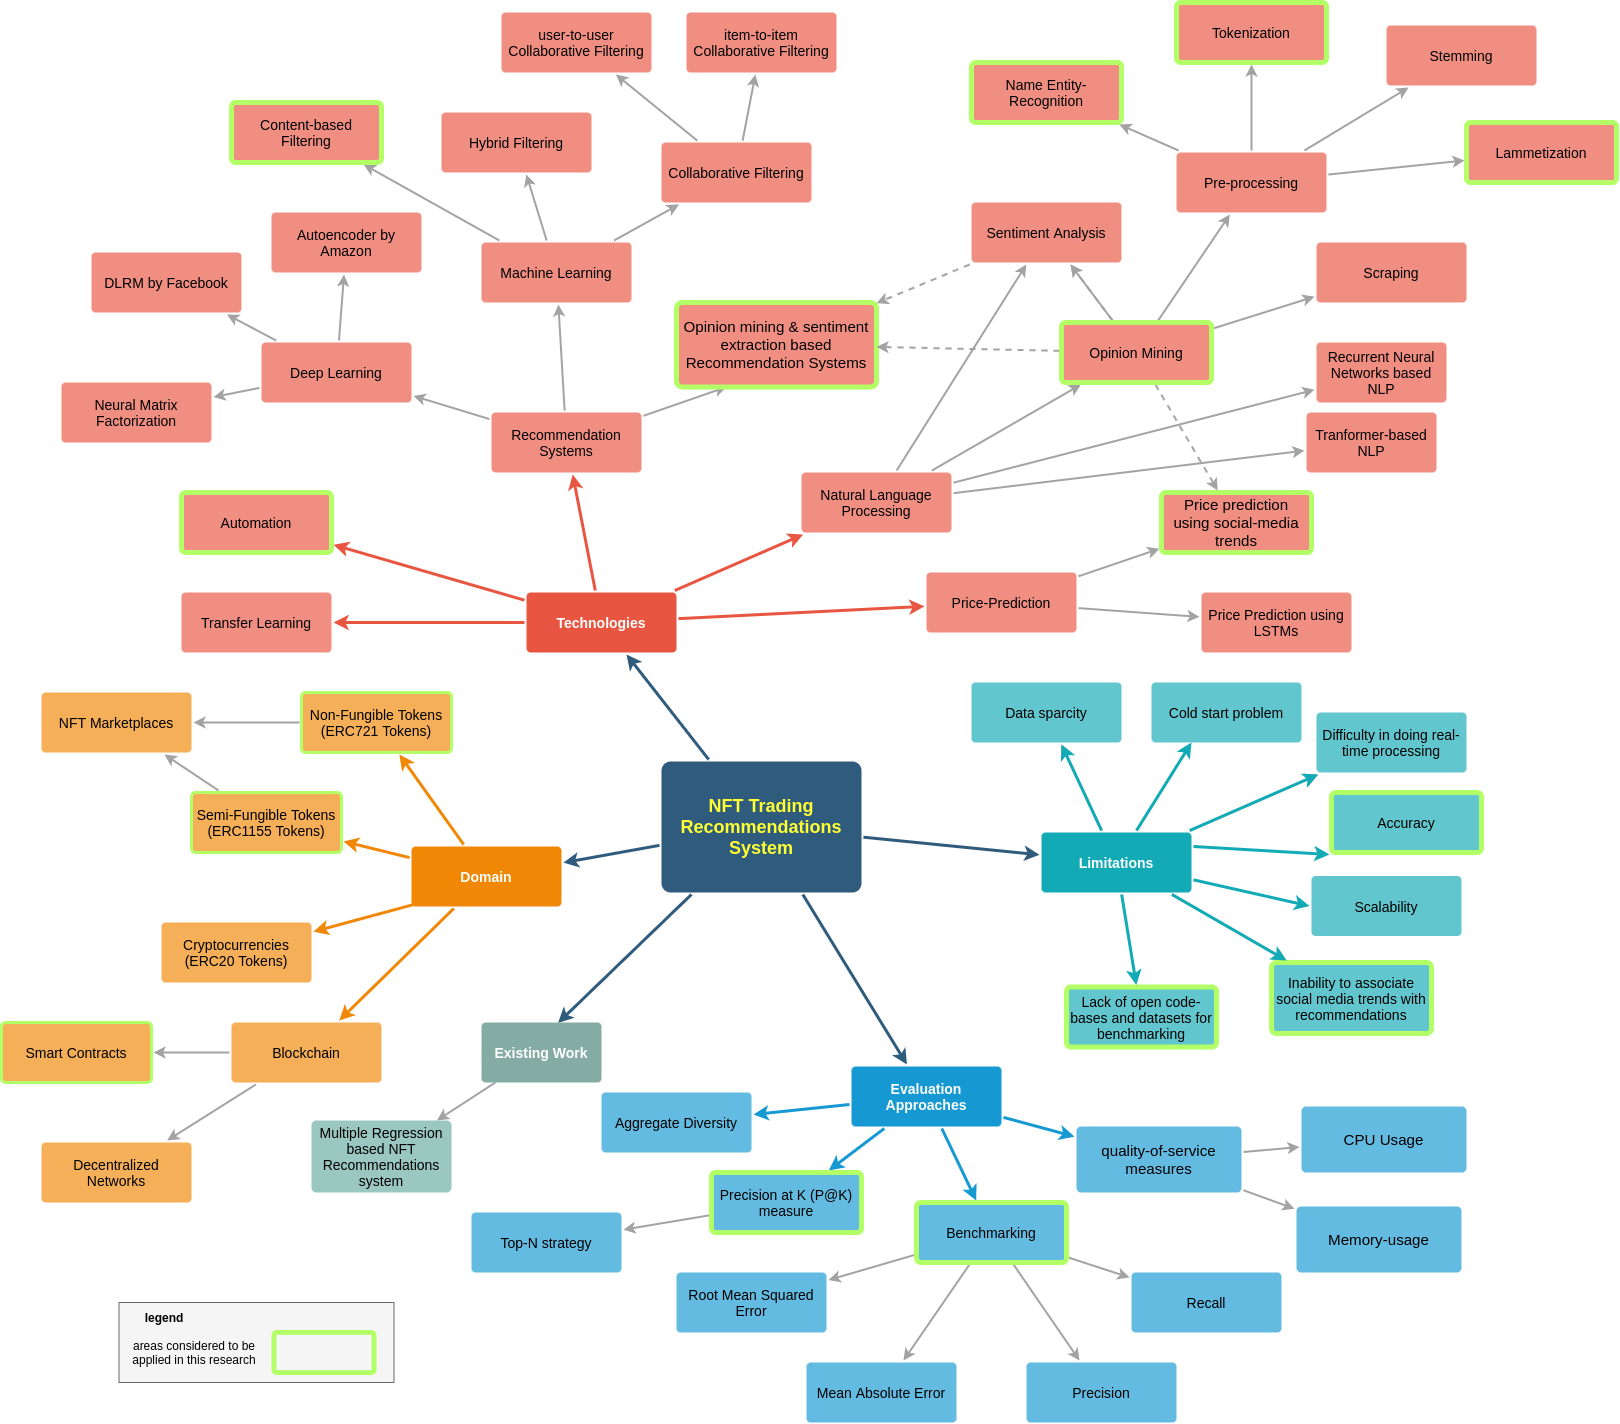 user-to-user
Collaborative Filtering
item-to-item
Collaborative Filtering
Tokenization
Stemming
Name Entity-
Recognition
Content-based
Filtering
Hybrid Filtering
Collaborative Filtering
Pre-processing
Lammetization
Autoencoder by
Amazon
DLRM by Facebook
Machine Learning
Sentiment Analysis
Scraping
Opinion mining & sentiment
extraction based
Recommendation Systems
Opinion Mining
Deep Learning
Recurrent Neural
Networks based
NLP
Neural Matrix
Factorization
Recommendation
Systems
Tranformer-based
NLP
Natural Language
Processing
Automation
Price prediction
using social-media
trends
Transfer Learning
Technologies
Price-Prediction
Price Prediction using
LSTMs
NFT Marketplaces
Non-Fungible Tokens
(ERC721 Tokens)
Data sparcity
Cold start problem
Difficulty in doing real-
time processing
Semi-Fungible Tokens
(ERC1155 Tokens)
NFT Trading
Recommendations
System
Accuracy
Domain
Limitations
Scalability
Cryptocurrencies
(ERC20 Tokens)
Lack of open code-
bases and datasets for
benchmarking
Inability to associate
social media trends with
recommendations
Smart Contracts
Blockchain
Existing Work
Evaluation
Approaches
Decentralized
Networks
Multiple Regression
based NFT
Recommendations
system
Aggregate Diversity
quality-of-service
measures
CPU Usage
Precision at K (P@K)
measure
Top-N strategy
Benchmarking
Memory-usage
Root Mean Squared
Error
Recall
Mean Absolute Error
Precision
legend
areas considered to be
applied in this research